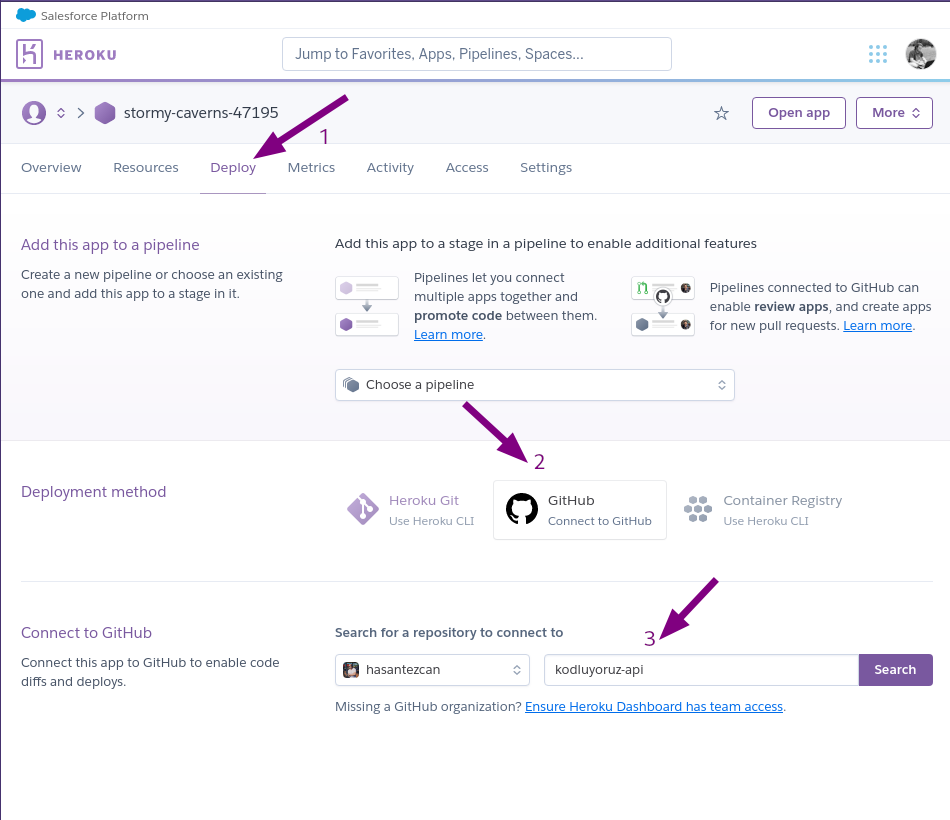 Salesforce Platform
HEROKU
Jump to Favorites, Apps, Pipelines, Spaces...
stormy-caverns-47195
Open app
More
1
Overview
Resources
Deploy
Metrics
Activity
Access
Settings
Add this app to a pipeline
Create a new pipeline or choose an existing
one and add this app to a stage in it.
Add this app to a stage in a pipeline to enable additional features
Pipelines let you connect
multiple apps together and
promote code between them.
Learn more.
Pipelines connected to GitHub can
enable review apps, and create apps
for new pull requests. Learn more.
Choose a pipeline
2
Deployment method
Heroku Git
Use Heroku CLI
GitHub
Connect to GitHub
Container Registry
Use Heroku CLI
Connect to GitHub
Connect this app to GitHub to enable code
diffs and deploys.
Search for a repository to connect to
3
hasantezcan
kodluyoruz-api
Search
Missing a GitHub organization? Ensure Heroku Dashboard has team access.